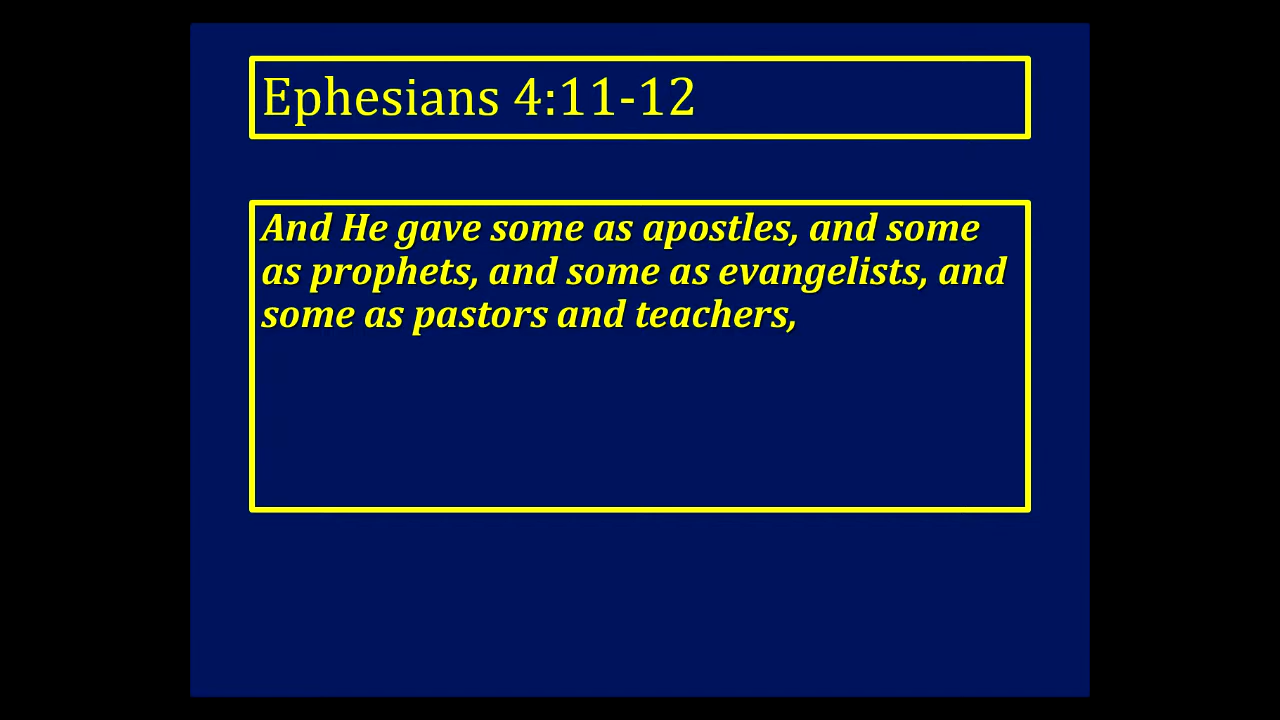 Ephesians 4:11-12
And He gave some as apostles, and some
as prophets, and some as evangelists, and
some as pastors and teachers,